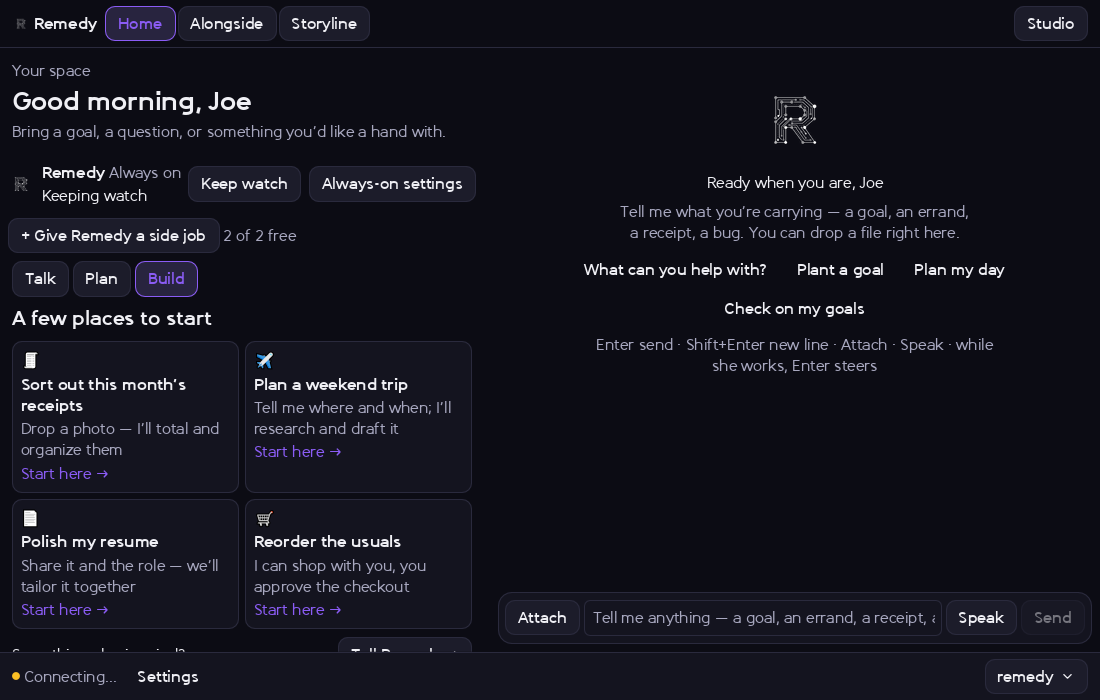 Remedy Home Alongside Storyline Studio
Your space
Good morning, Joe
Bring a goal, a question, or something you'd like a hand with.
Remedy Always on
Keeping watch
Keep watch
Always-on settings
+ Give Remedy a side job 2 of 2 free
Talk Plan Build
A few places to start
Sort out this month's
receipts
Drop a photo — I'll total and
organize them
Start here →
Plan a weekend trip
Tell me where and when; I'll
research and draft it
Start here →
Polish my resume
Share it and the role — we'll
tailor it together
Start here →
Reorder the usuals
I can shop with you, you
approve the checkout
Start here →
Ready when you are, Joe
Tell me what you're carrying — a goal, an errand,
a receipt, a bug. You can drop a file right here.
What can you help with? Plant a goal Plan my day
Check on my goals
Enter send · Shift+Enter new line · Attach · Speak · while
she works, Enter steers
Attach Tell me anything — a goal, an errand, a receipt, Speak Send
Connecting... Settings remedy